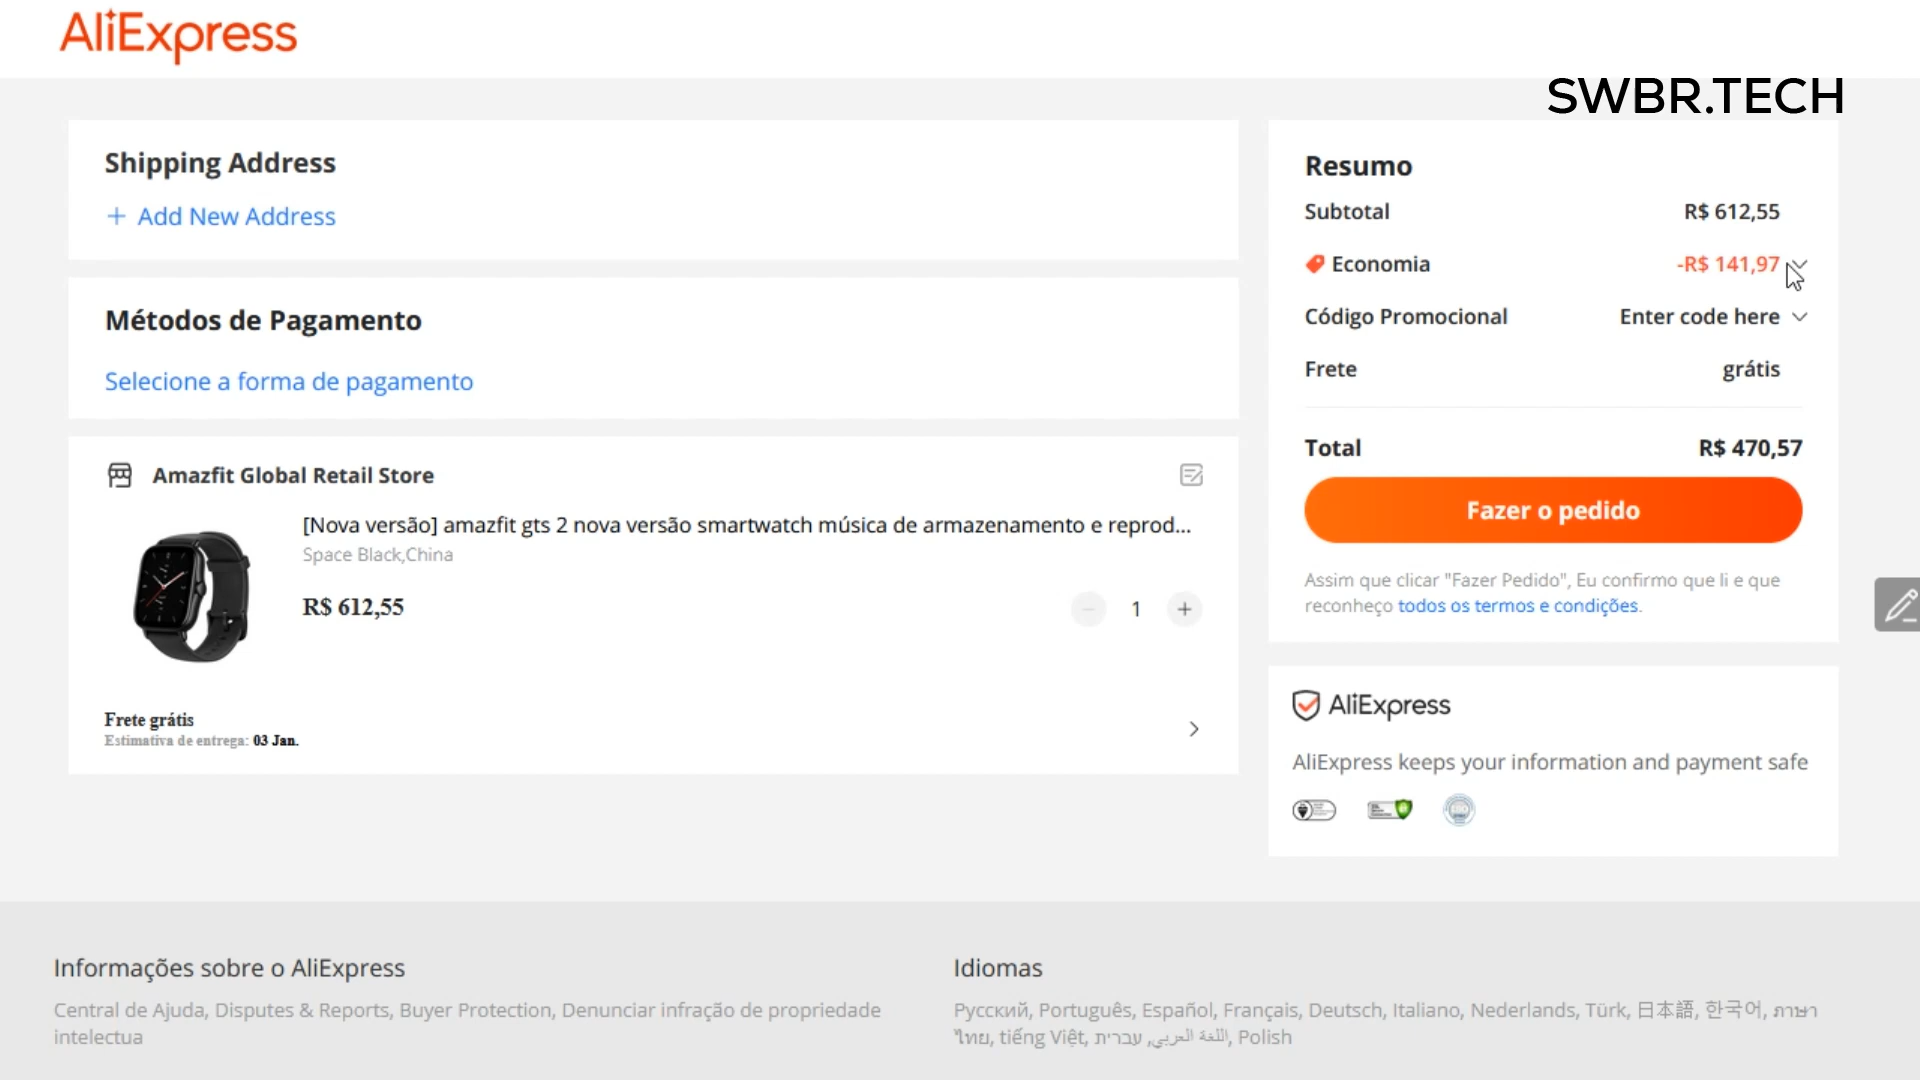 AliExpress
SWBR.TECH
Shipping Address
+ Add New Address
Métodos de Pagamento
Selecione a forma de pagamento
Amazfit Global Retail Store
[Nova versão] amazfit gts 2 nova versão smartwatch música de armazenamento e reprod...
Space Black,China
R$ 612,55
1
Frete grátis
Estimativa de entrega: 03 Jan.
Resumo
Subtotal R$ 612,55
Economia -R$ 141,97
Código Promocional Enter code here
Frete grátis
Total R$ 470,57
Fazer o pedido
Assim que clicar "Fazer Pedido", Eu confirmo que li e que
reconheço todos os termos e condições.
AliExpress
AliExpress keeps your information and payment safe
Informações sobre o AliExpress
Central de Ajuda, Disputes & Reports, Buyer Protection, Denunciar infração de propriedade
intelectua
Idiomas
Русский, Português, Español, Français, Deutsch, Italiano, Nederlands, Türk, 日本語, 한국어, ภาษา
ไทย, tiếng Việt, اللغة العربي, עברית, Polish